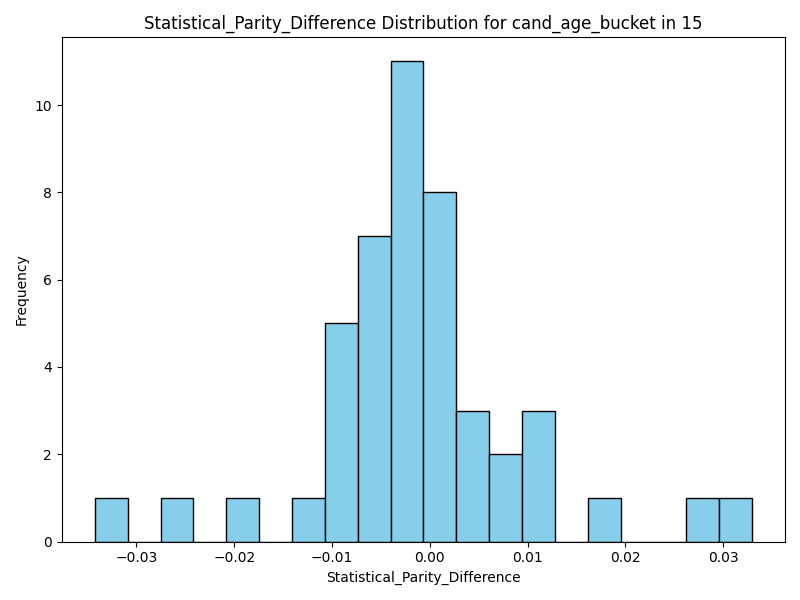 Statistical_Parity_Difference Distribution for cand_age_bucket in 15
Frequency
10
8
6
4
2
0
−0.03 −0.02 −0.01 0.00 0.01 0.02 0.03
Statistical_Parity_Difference